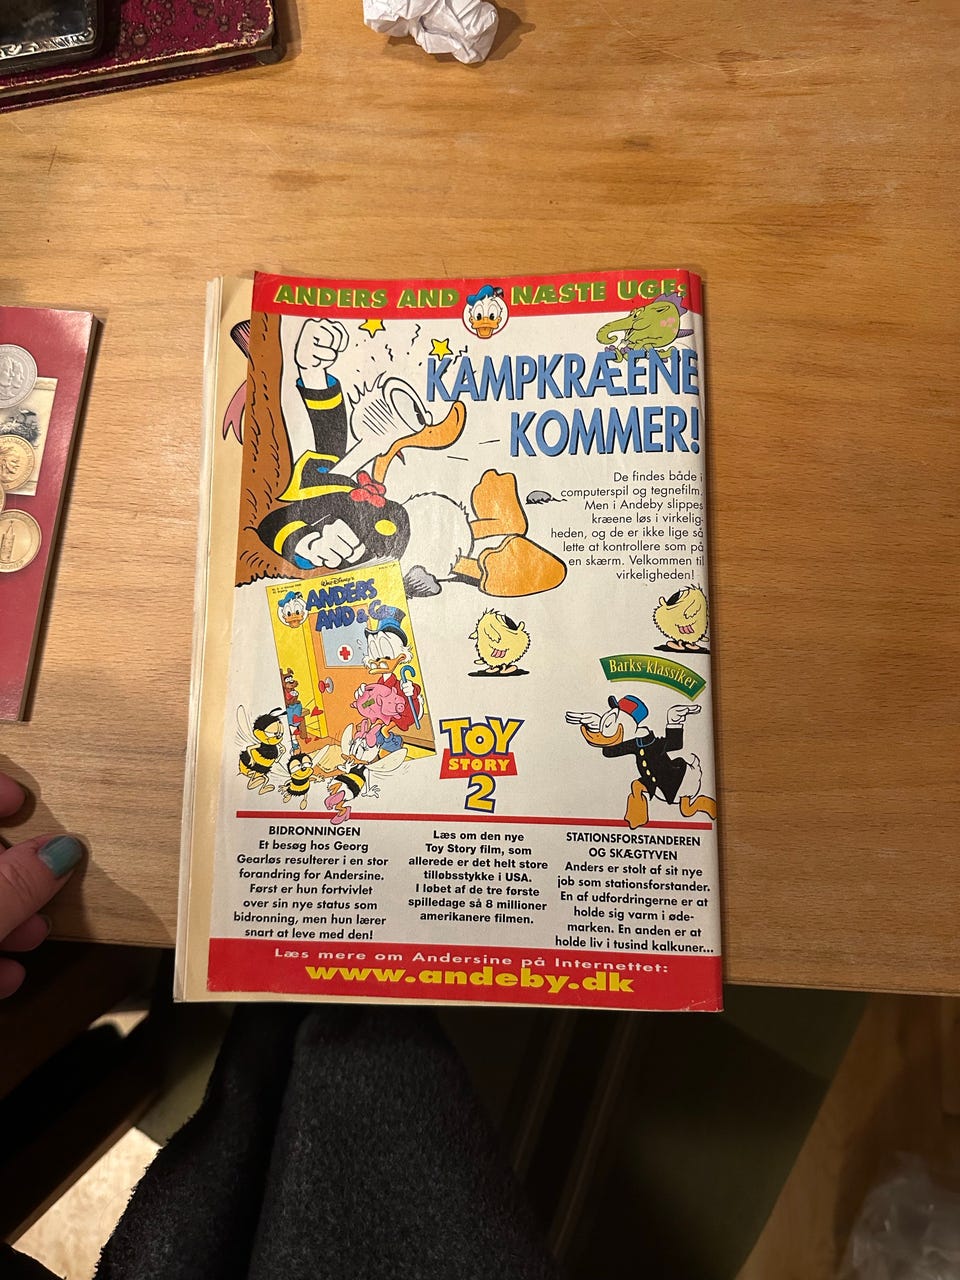 ANDERS AND NÆSTE UGE:
KAMPKRÆENE
KOMMER!
De findes både i
computerspil og tegnefilm.
Men i Andeby slippes
kræene løs i virkelig-
heden, og de er ikke lige så
lette at kontrollere som på
en skærm. Velkommen til
virkeligheden!
WALT DISNEY'S
ANDERS
AND & Co.
Barks-klassiker
TOY
STORY
2
BIDRONNINGEN
Et besøg hos Georg
Gearløs resulterer i en stor
forandring for Andersine.
Først er hun fortvivlet
over sin nye status som
bidronning, men hun lærer
snart at leve med den!
Læs om den nye
Toy Story film, som
allerede er det helt store
tilløbsstykke i USA.
I løbet af de tre første
spilledage så 8 millioner
amerikanere filmen.
STATIONSFORSTANDEREN
OG SKÆGTYVEN
Anders er stolt af sit nye
job som stationsforstander.
En af udfordringerne er at
holde sig varm i øde-
marken. En anden er at
holde liv i tusind kalkuner...
Læs mere om Andersine på Internettet:
www.andeby.dk